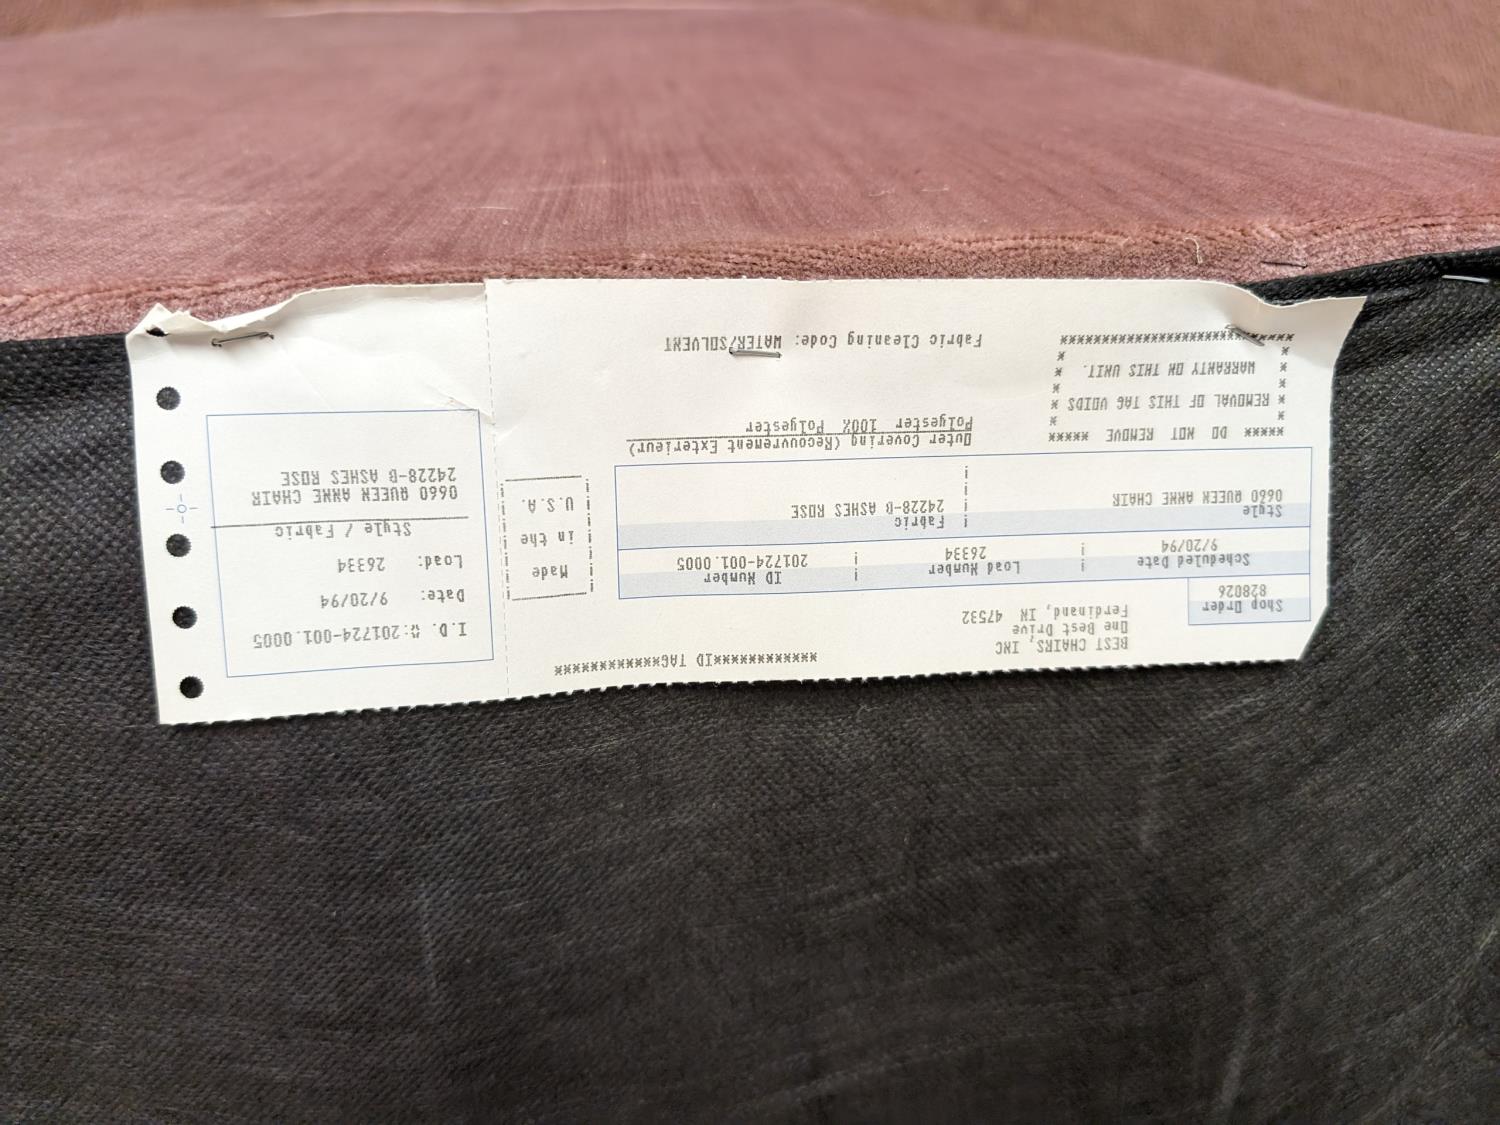 *************ID TAG*************
BEST CHAIRS, INC
One Best Drive
Ferdinand, IN 47532
Shop Order
828026
Scheduled Date ¦ Load Number ¦ ID Number
9/20/94 26334 201724-001.0005
Style ¦ Fabric
0660 QUEEN ANNE CHAIR 24228-B ASHES ROSE
***** DO NOT REMOVE *****
* REMOVAL OF THIS TAG VOIDS *
* WARRANTY ON THIS UNIT. *
Outer Covering (Recouvrement Exterieur)
Polyester 100% Polyester
Fabric Cleaning Code: WATER/SOLVENT
Made
in the
U.S.A.
I.D. #:201724-001.0005
Date: 9/20/94
Load: 26334
Style / Fabric
0660 QUEEN ANNE CHAIR
24228-B ASHES ROSE